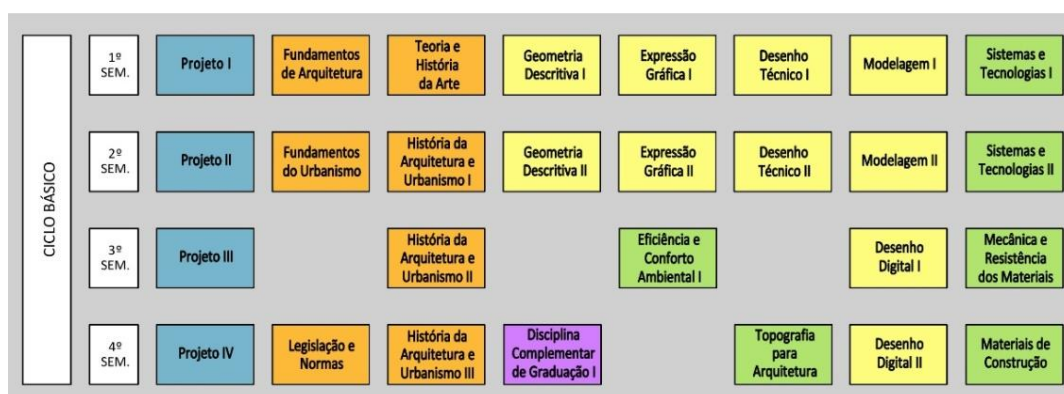 CICLO BÁSICO
1º
SEM.
Projeto I
Fundamentos
de Arquitetura
Teoria e
História
da Arte
Geometria
Descritiva I
Expressão
Gráfica I
Desenho
Técnico I
Modelagem I
Sistemas e
Tecnologias I
2º
SEM.
Projeto II
Fundamentos
do Urbanismo
História da
Arquitetura e
Urbanismo I
Geometria
Descritiva II
Expressão
Gráfica II
Desenho
Técnico II
Modelagem II
Sistemas e
Tecnologias II
3º
SEM.
Projeto III
História da
Arquitetura e
Urbanismo II
Eficiência e
Conforto
Ambiental I
Desenho
Digital I
Mecânica e
Resistência
dos Materiais
4º
SEM.
Projeto IV
Legislação e
Normas
História da
Arquitetura e
Urbanismo III
Disciplina
Complementar
de Graduação I
Topografia
para
Arquitetura
Desenho
Digital II
Materiais de
Construção